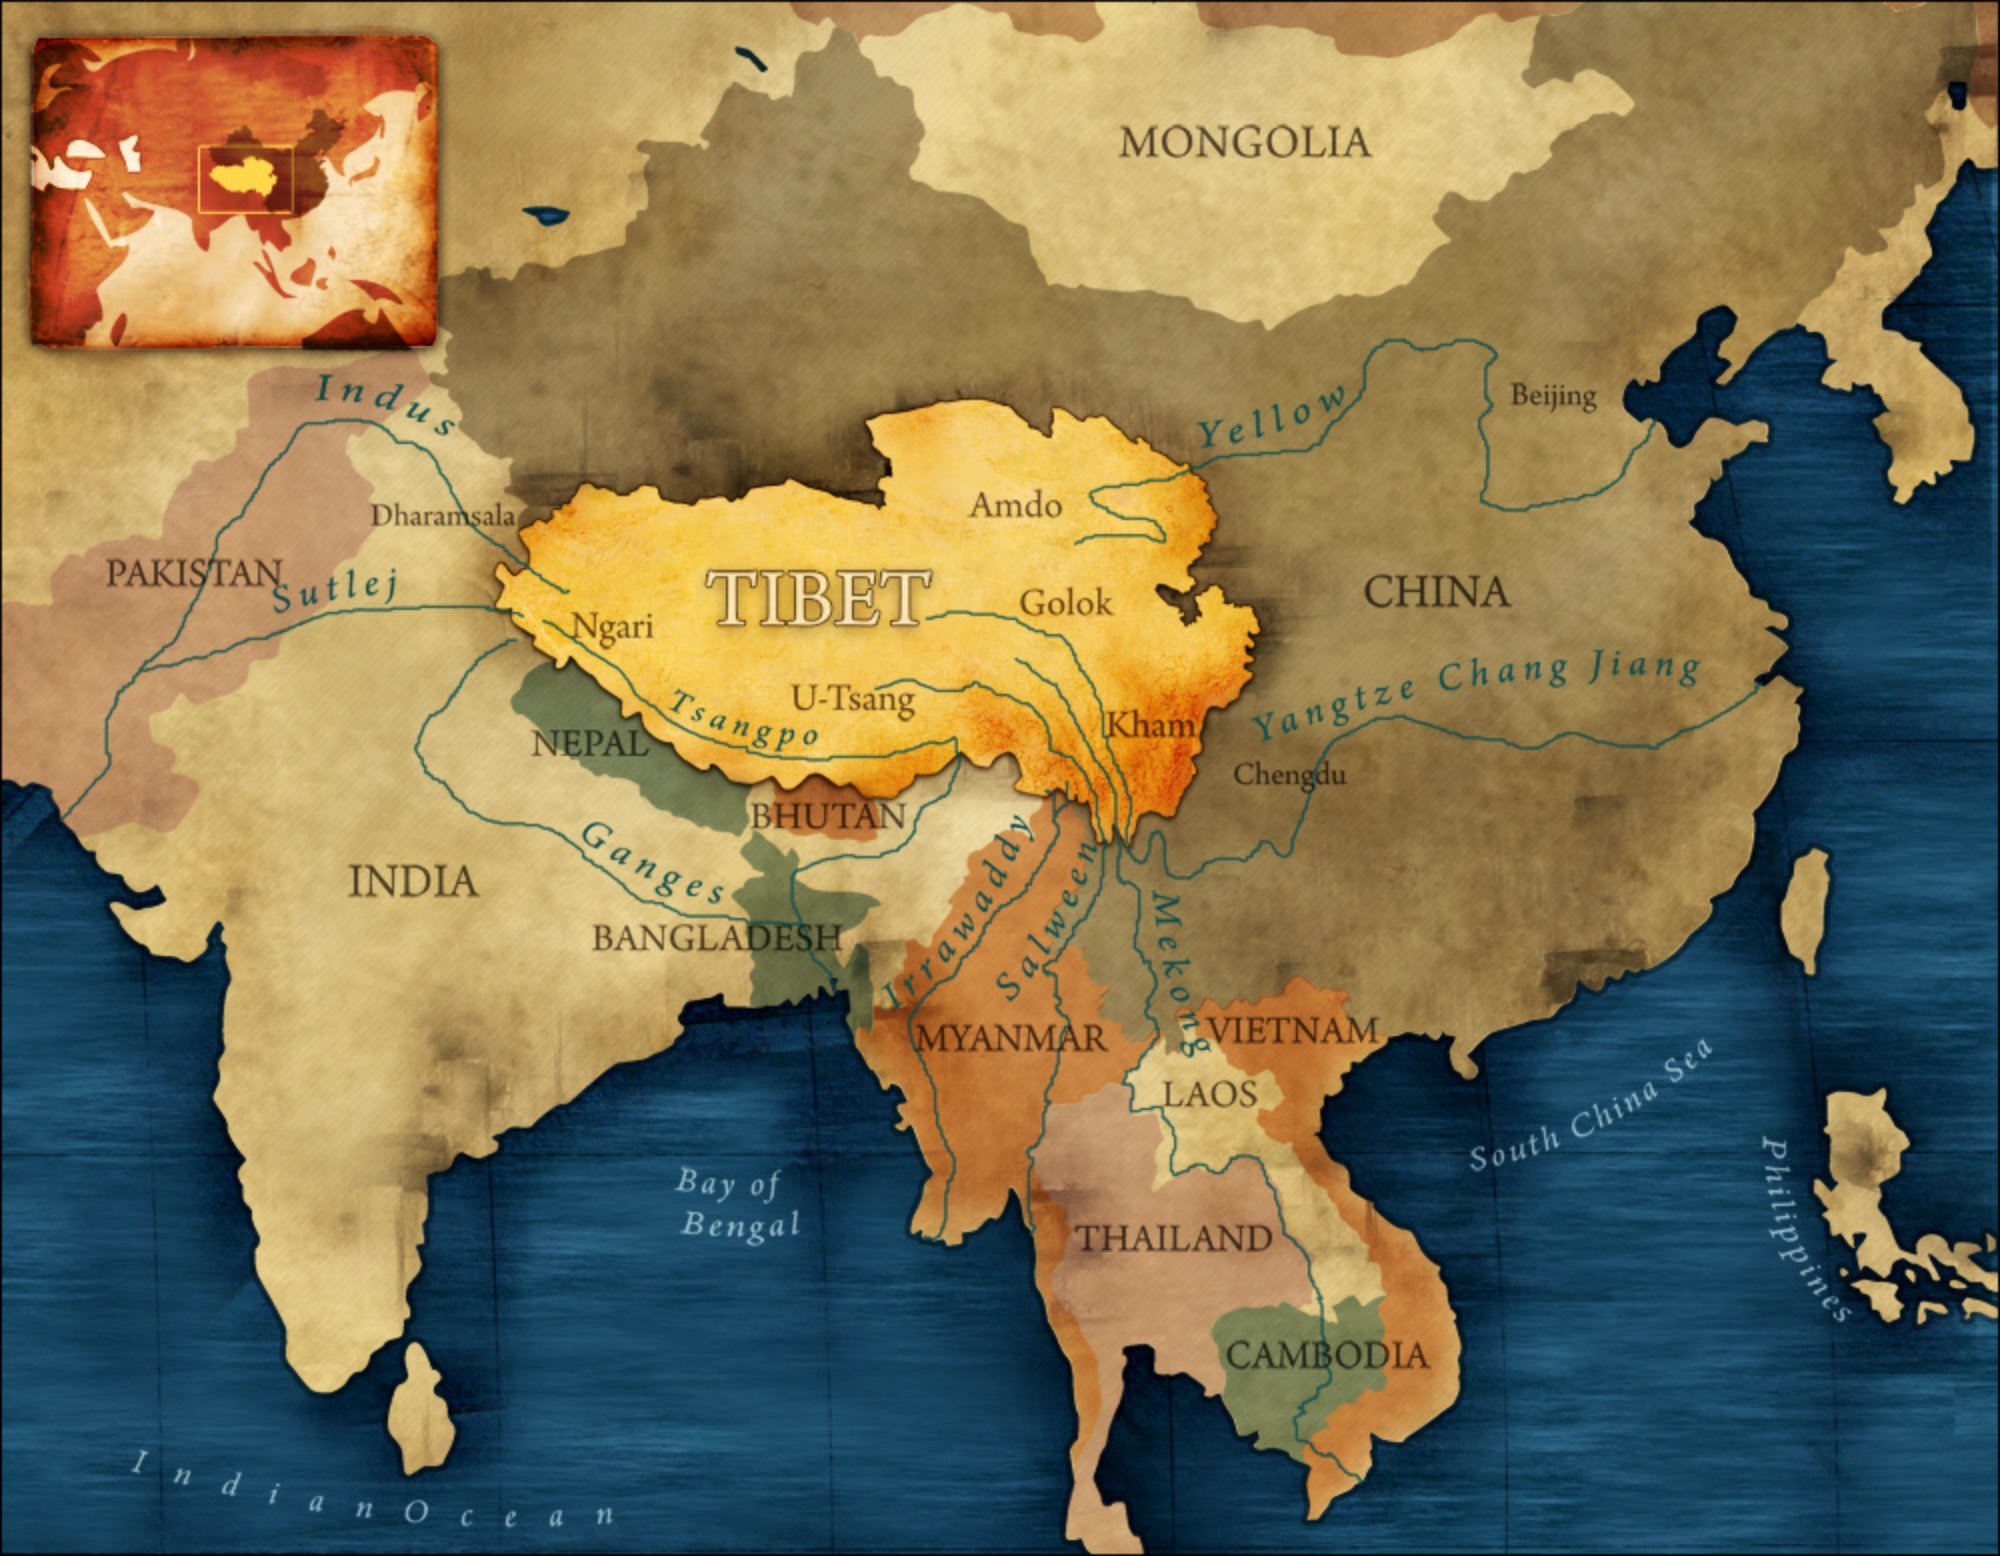 MONGOLIA
Indus
Yellow
Beijing
Dharamsala
Amdo
PAKISTAN
Sutlej
TIBET
Golok
CHINA
Ngari
U-Tsang
Tsangpo
Kham
Yangtze Chang Jiang
NEPAL
Chengdu
BHUTAN
Ganges
INDIA
Irrawaddy
Salween
Mekong
BANGLADESH
MYANMAR
VIETNAM
LAOS
South China Sea
Bay of
Bengal
Philippines
THAILAND
CAMBODIA
Indian Ocean